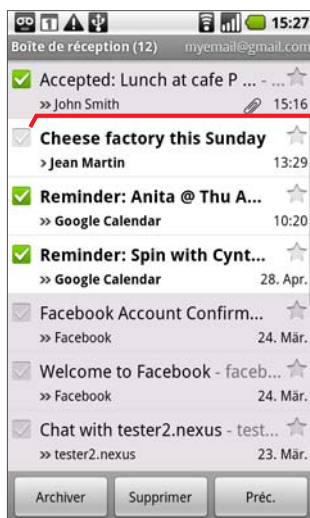 15:27
Boîte de réception (12) myemail@gmail.com
Accepted: Lunch at cafe P ... - ...
» John Smith 15:16
Cheese factory this Sunday
› Jean Martin 13:29
Reminder: Anita @ Thu A...
» Google Calendar 10:20
Reminder: Spin with Cynt...
» Google Calendar 28. Apr.
Facebook Account Confirm...
» Facebook 24. Mär.
Welcome to Facebook - faceb...
» Facebook 24. Mär.
Chat with tester2.nexus - test...
» tester2.nexus 23. Mär.
Archiver Supprimer Préc.